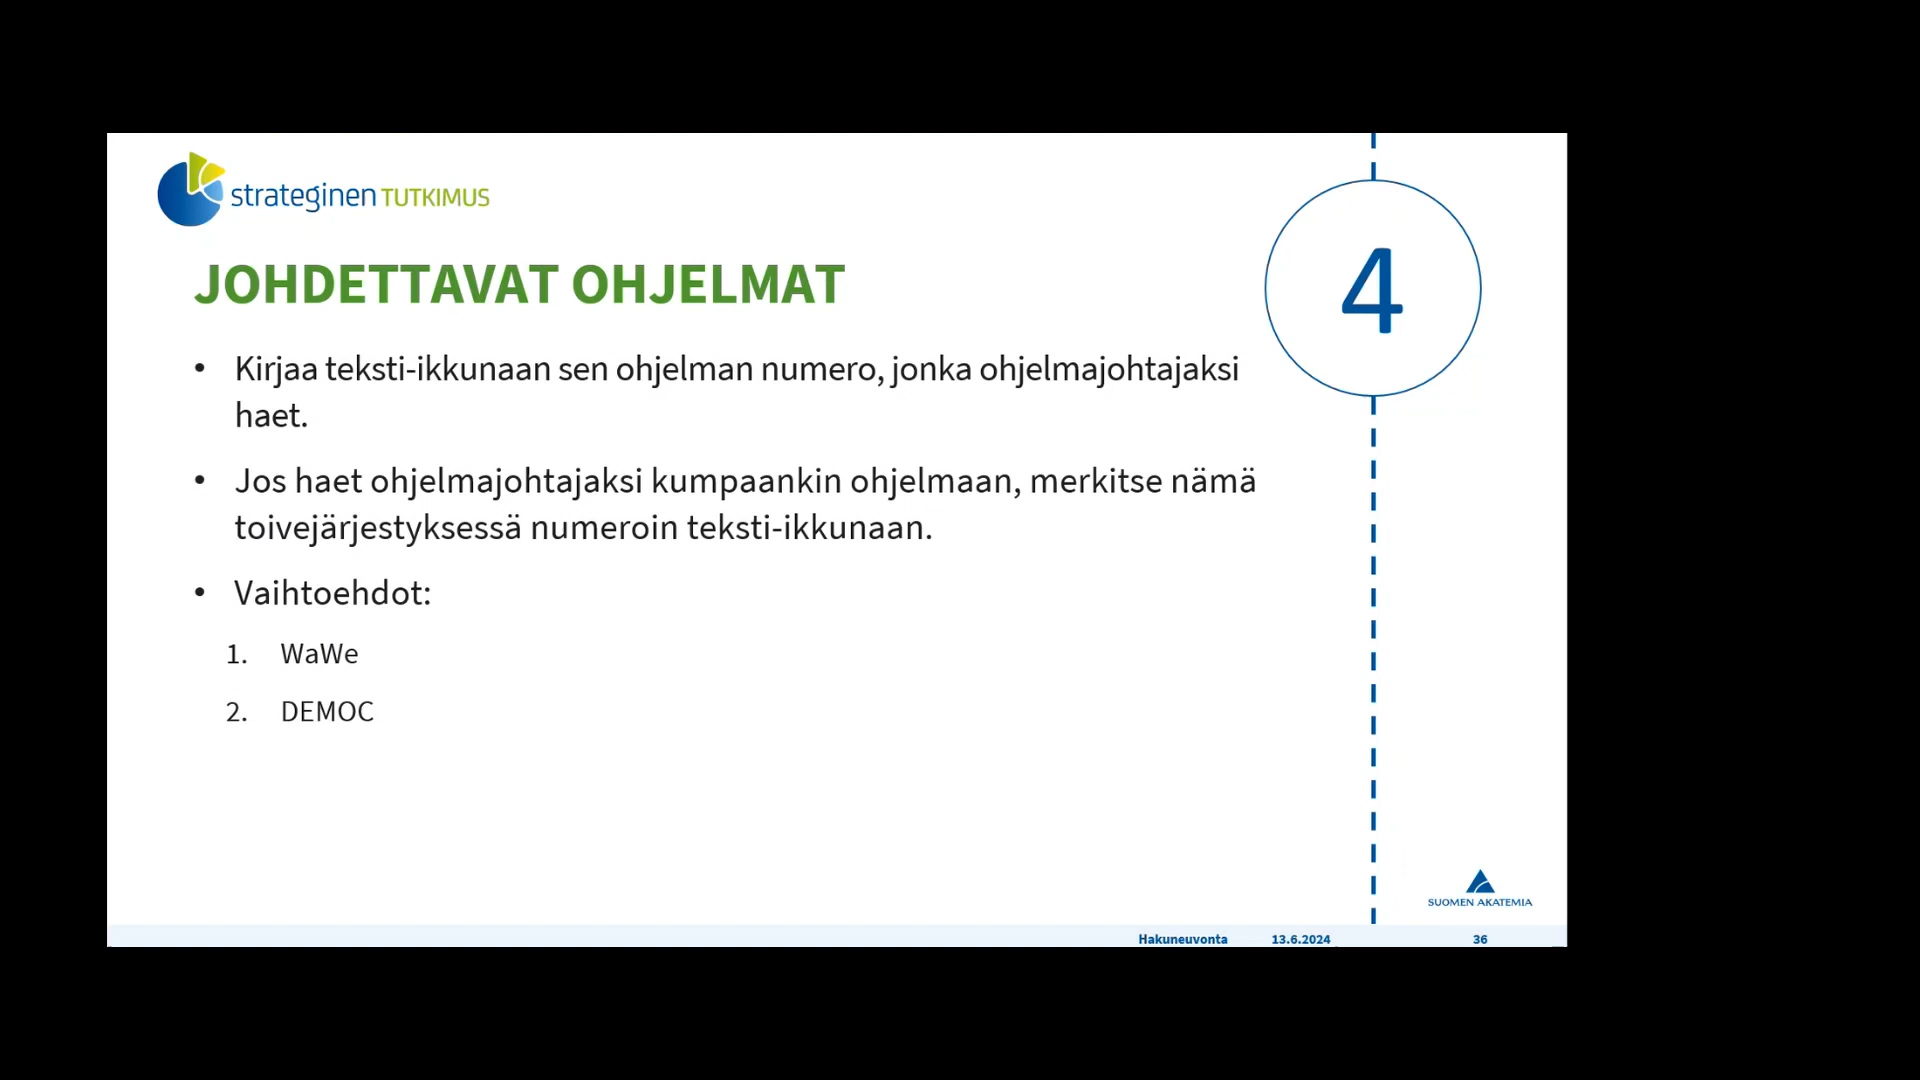 strateginen TUTKIMUS
4
JOHDETTAVAT OHJELMAT
• Kirjaa teksti-ikkunaan sen ohjelman numero, jonka ohjelmajohtajaksi
haet.
• Jos haet ohjelmajohtajaksi kumpaankin ohjelmaan, merkitse nämä
toivejärjestyksessä numeroin teksti-ikkunaan.
• Vaihtoehdot:
1. WaWe
2. DEMOC
SUOMEN AKATEMIA
Hakuneuvonta 13.6.2024 36